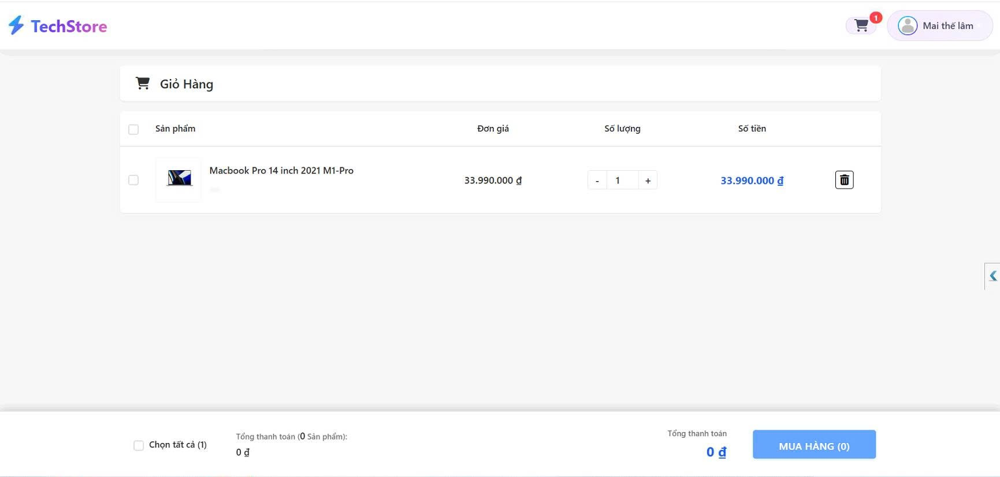 TechStore
1
Mai thế lâm
Giỏ Hàng
Sản phẩm Đơn giá Số lượng Số tiền
Macbook Pro 14 inch 2021 M1-Pro
33.990.000 ₫ - 1 + 33.990.000 ₫
Chọn tất cả (1)
Tổng thanh toán (0 Sản phẩm):
0 ₫
Tổng thanh toán
0 ₫
MUA HÀNG (0)